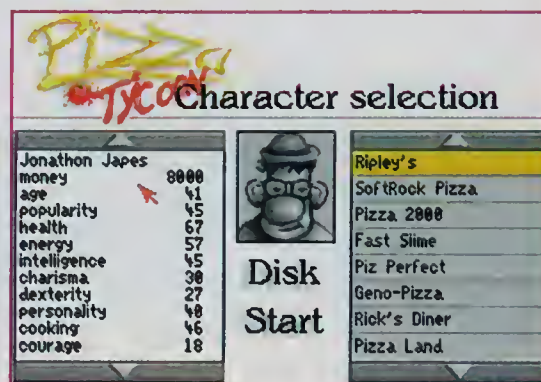 Pizza
TYCOON
Character selection
Jonathon Japes
money 8000
age 41
popularity 45
health 67
energy 57
intelligence 45
charisma 30
dexterity 27
personality 40
cooking 46
courage 18
Disk
Start
Ripley's
SoftRock Pizza
Pizza 2000
Fast Slime
Piz Perfect
Geno-Pizza
Rick's Diner
Pizza Land